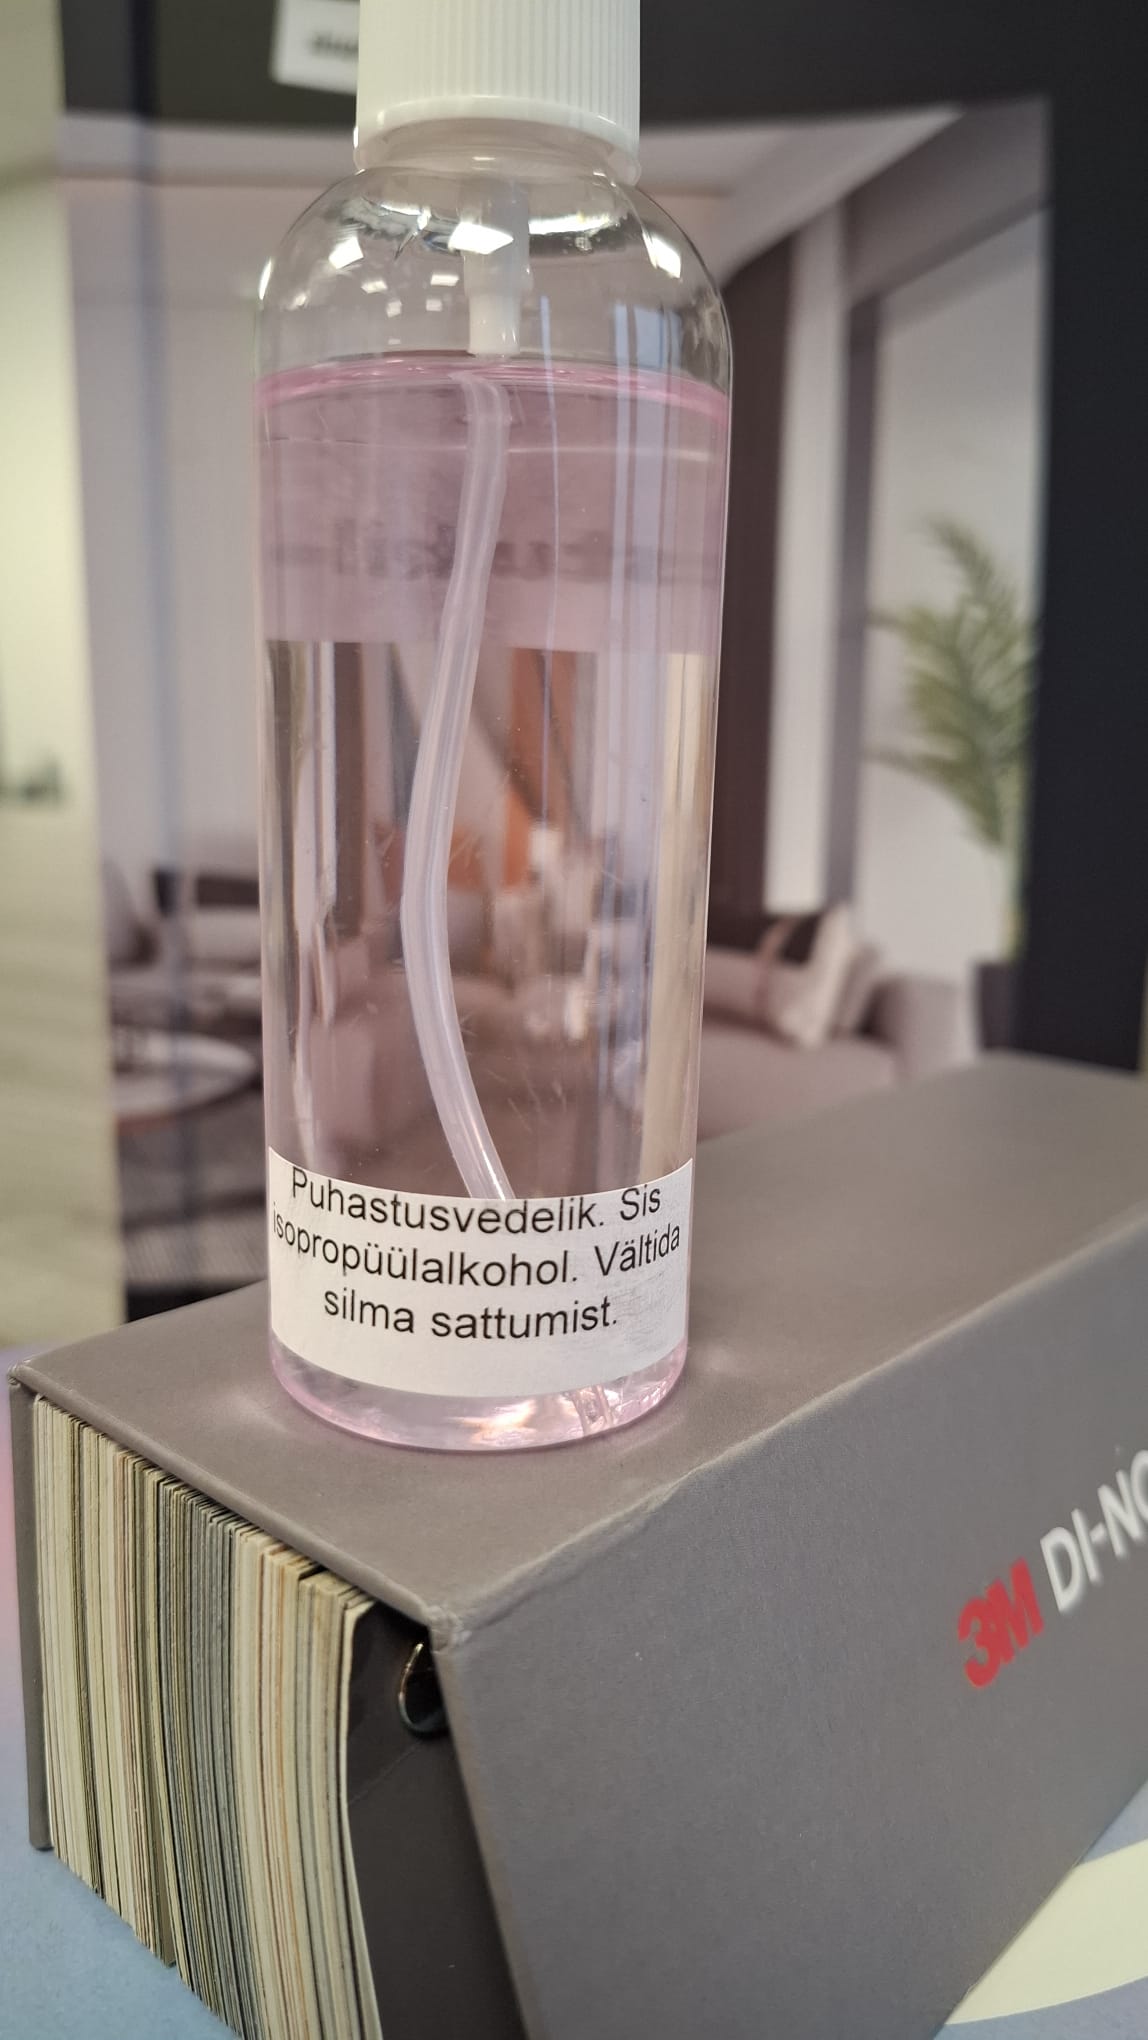 Puhastusvedelik. Sis
isopropüülalkohol. Vältida
silma sattumist.
3M DI-NO